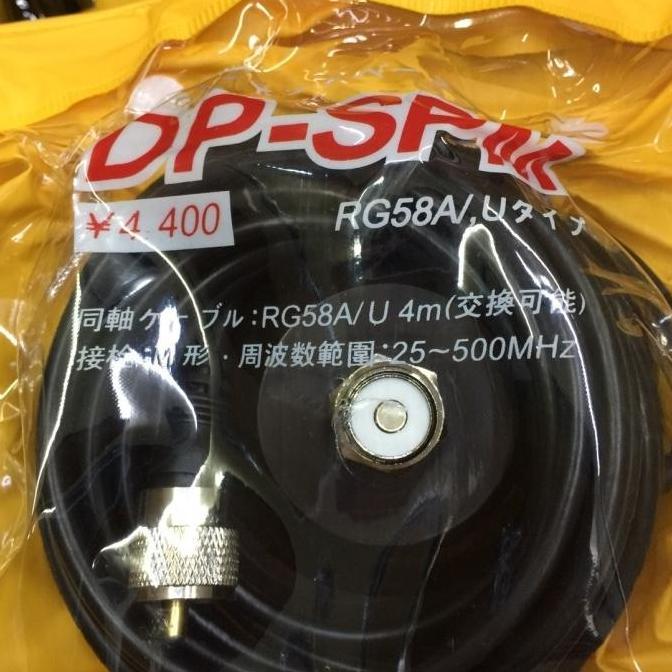 DP-SPM
¥4,400
RG58A/Uタイプ
同軸ケーブル:RG58A/U 4m(交換可能)
接栓:M形・周波数範囲:25~500MHz